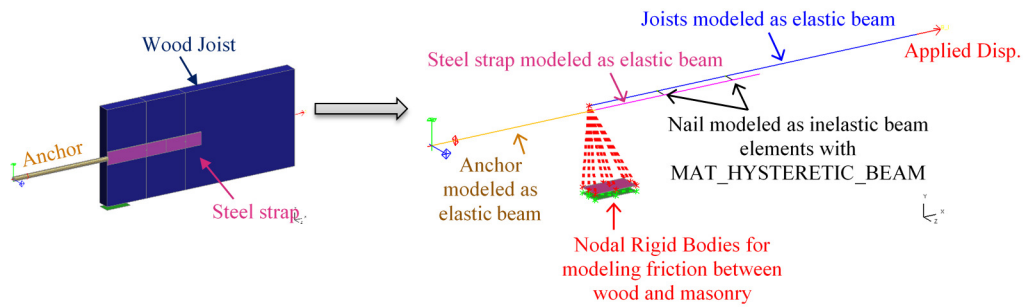 Wood Joist
Anchor
Steel strap
Joists modeled as elastic beam
Applied Disp.
Steel strap modeled as elastic beam
Nail modeled as inelastic beam
elements with
MAT_HYSTERETIC_BEAM
Anchor
modeled as
elastic beam
Nodal Rigid Bodies for
modeling friction between
wood and masonry
Y
X
Z